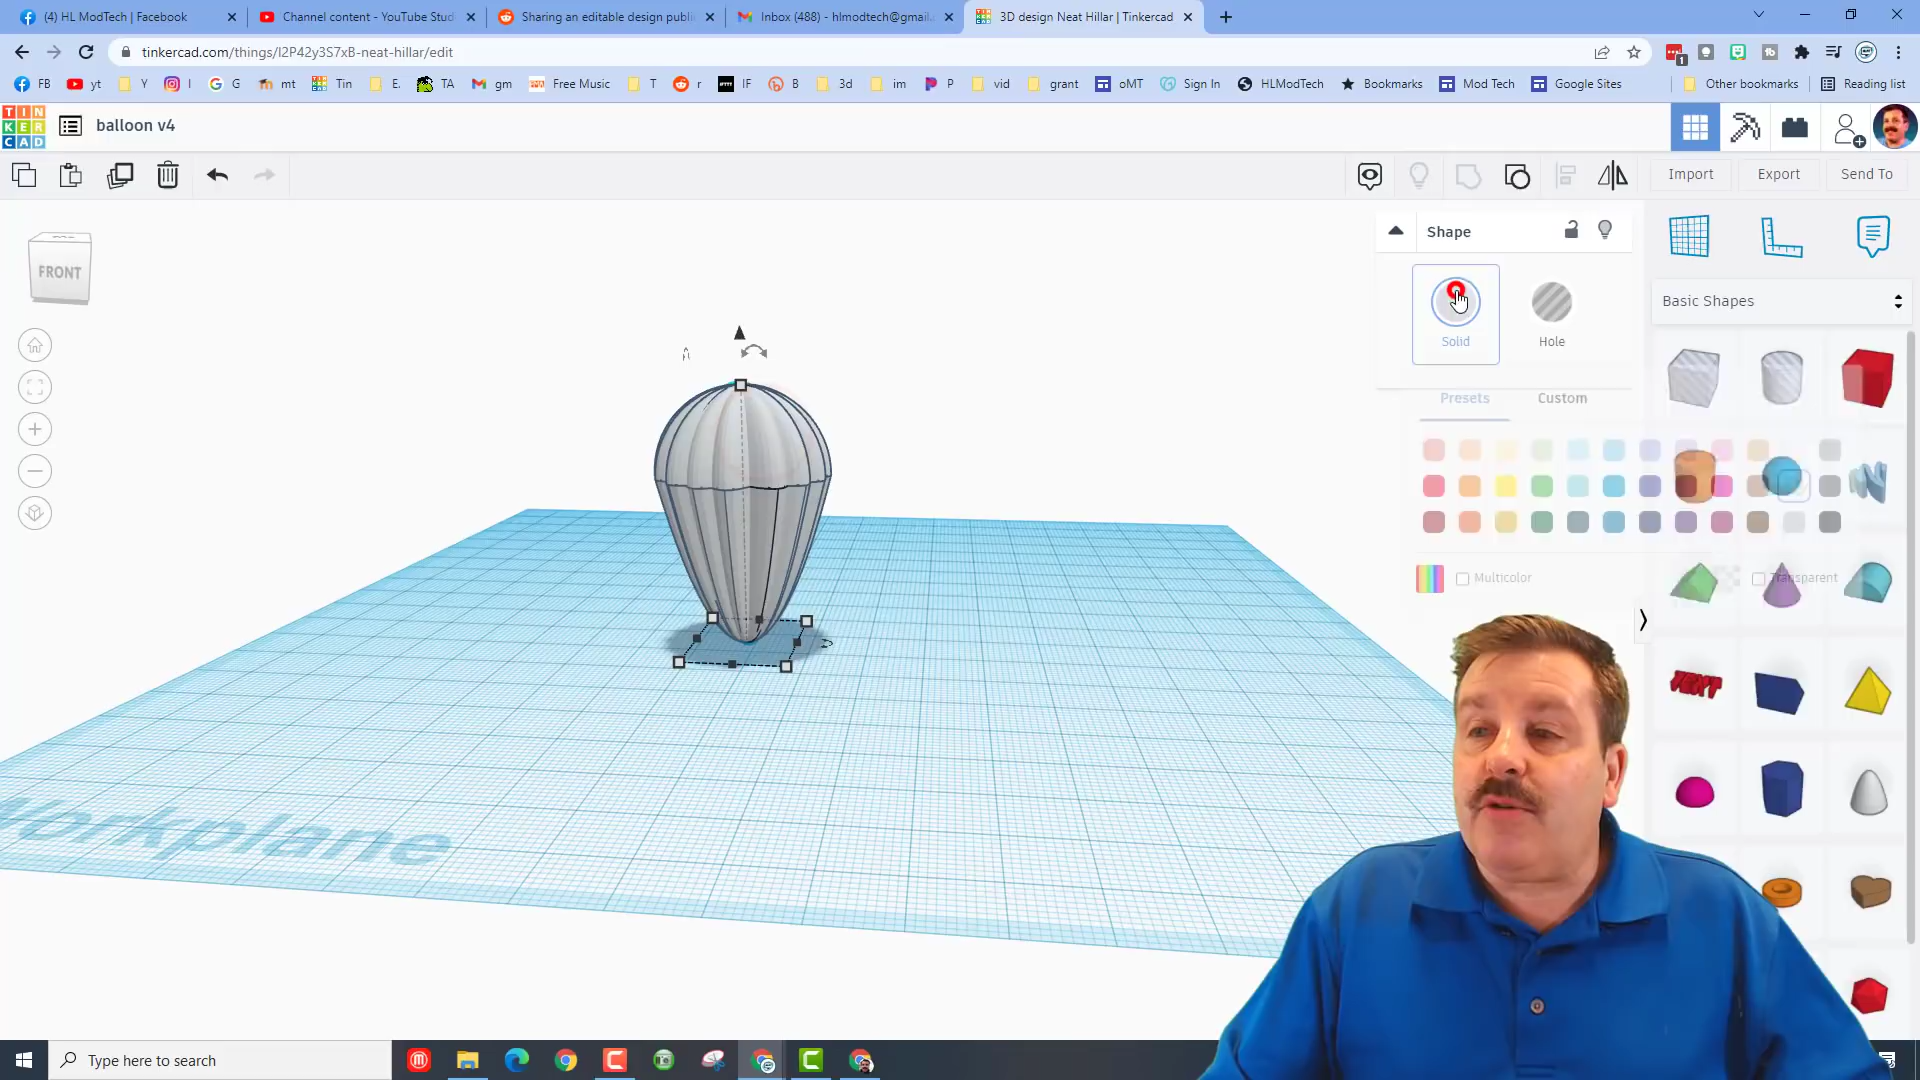 (4) HL ModTech | Facebook
Channel content - YouTube Stud
Sharing an editable design publi
Inbox (488) - hlmodtech@gmail.
3D design Neat Hillar | Tinkercad
tinkercad.com/things/l2P42y3S7xB-neat-hillar/edit
1
FB
yt
Y
I
G
mt
Tin
E.
TA
gm
Free Music
T
r
IF
B
3d
im
P
vid
grant
oMT
Sign In
HLModTech
Bookmarks
Mod Tech
Google Sites
Other bookmarks
Reading list
TIN
KER
CAD
balloon v4
Import
Export
Send To
FRONT
Shape
Solid
Hole
Basic Shapes
Presets
Custom
Multicolor
Transparent
TEXT
Workplane
Type here to search